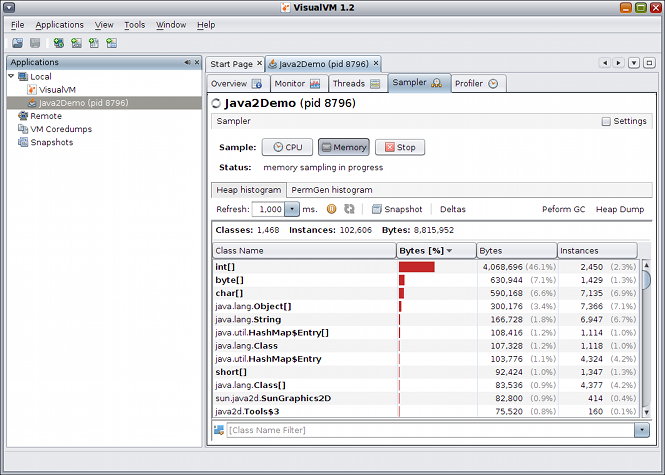 VisualVM 1.2
File Applications View Tools Window Help
Applications
Local
VisualVM
Java2Demo (pid 8796)
Remote
VM Coredumps
Snapshots
Start Page Java2Demo (pid 8796)
Overview Monitor Threads Sampler Profiler
Java2Demo (pid 8796)
Sampler Settings
Sample: CPU Memory Stop
Status: memory sampling in progress
Heap histogram PermGen histogram
Refresh: 1,000 ms. Snapshot Deltas Peform GC Heap Dump
Classes: 1,468 Instances: 102,606 Bytes: 8,815,952
Class Name Bytes [%] Bytes Instances
int[] 4,068,696 (46.1%) 2,450 (2.3%)
byte[] 630,944 (7.1%) 1,429 (1.3%)
char[] 590,168 (6.6%) 7,135 (6.9%)
java.lang.Object[] 300,176 (3.4%) 7,366 (7.1%)
java.lang.String 166,728 (1.8%) 6,947 (6.7%)
java.util.HashMap$Entry[] 108,416 (1.2%) 1,114 (1.0%)
java.lang.Class 107,328 (1.2%) 1,118 (1.0%)
java.util.HashMap$Entry 103,776 (1.1%) 4,324 (4.2%)
short[] 92,424 (1.0%) 1,347 (1.3%)
java.lang.Class[] 83,536 (0.9%) 4,377 (4.2%)
sun.java2d.SunGraphics2D 82,800 (0.9%) 414 (0.4%)
java2d.Tools$3 75,520 (0.8%) 160 (0.1%)
[Class Name Filter]